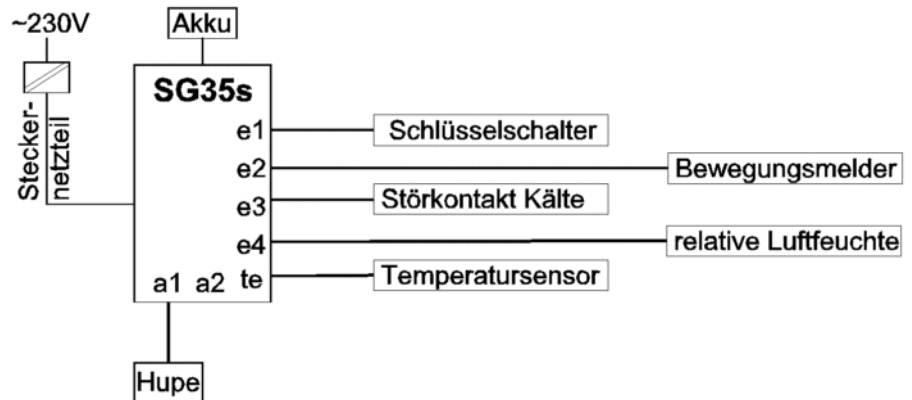 ~230V
Akku
SG35s
Stecker-
netzteil
e1
Schlüsselschalter
e2
Bewegungsmelder
e3
Störkontakt Kälte
e4
relative Luftfeuchte
te
Temperatursensor
a1 a2
Hupe